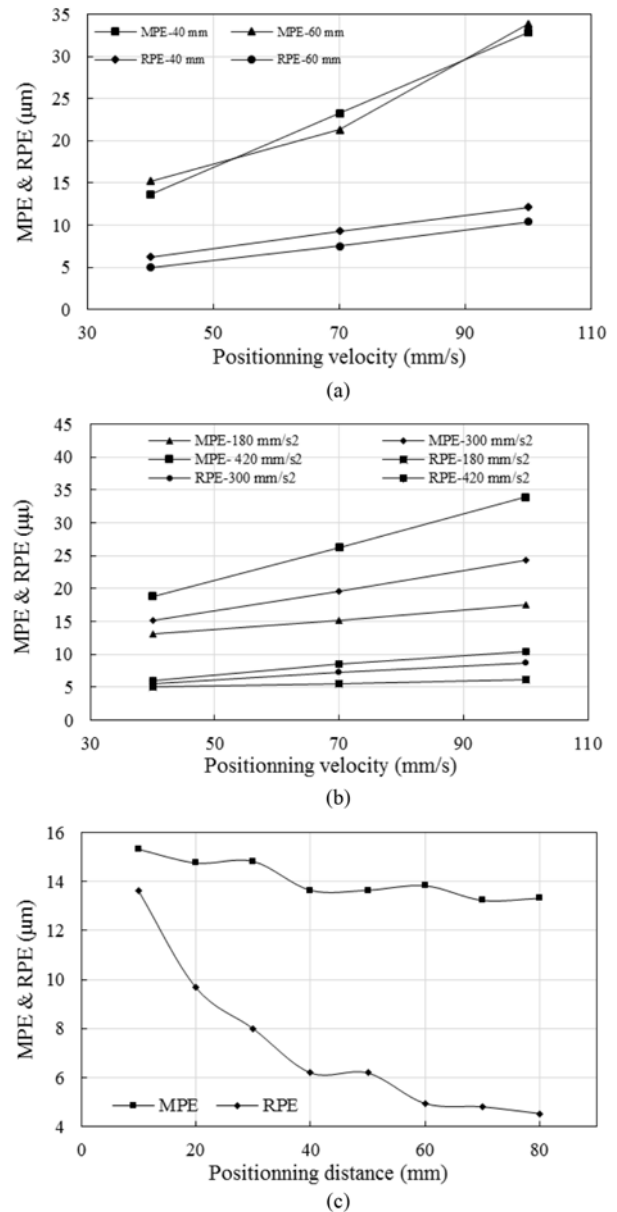 35
30
25
20
15
10
5
0
MPE & RPE (μm)
MPE-40 mm MPE-60 mm
RPE-40 mm RPE-60 mm
30 50 70 90 110
Positionning velocity (mm/s)
(a)
45
40
35
30
25
20
15
10
5
0
MPE & RPE (μμ)
MPE-180 mm/s2 MPE-300 mm/s2
MPE- 420 mm/s2 RPE-180 mm/s2
RPE-300 mm/s2 RPE-420 mm/s2
30 50 70 90 110
Positionning velocity (mm/s)
(b)
16
14
12
10
8
6
4
MPE & RPE (μm)
MPE RPE
0 20 40 60 80
Positionning distance (mm)
(c)